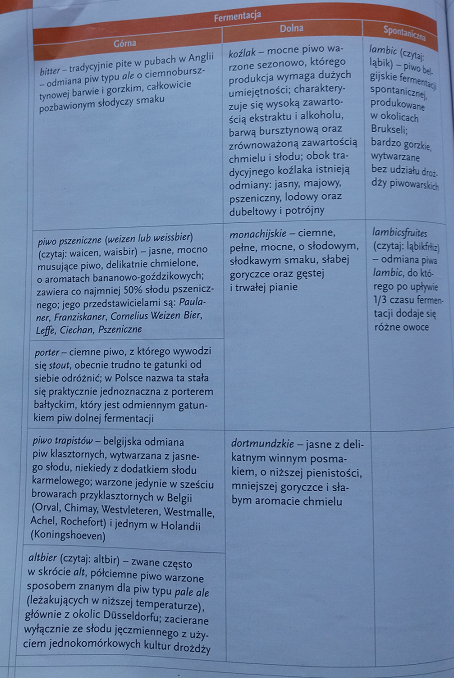 Fermentacja
Górna
Dolna
Spontaniczna
bitter – tradycyjnie pite w pubach w Anglii
– odmiana piw typu ale o ciemnobursz-
tynowej barwie i gorzkim, całkowicie
pozbawionym słodyczy smaku
koźlak – mocne piwo wa-
rzone sezonowo, którego
produkcja wymaga dużych
umiejętności; charaktery-
zuje się wysoką zawarto-
ścią ekstraktu i alkoholu,
barwą bursztynową oraz
zrównoważoną zawartością
chmielu i słodu; obok tra-
dycyjnego koźlaka istnieją
odmiany: jasny, majowy,
pszeniczny, lodowy oraz
dubeltowy i potrójny
lambic (czytaj:
łąbik) – piwo bel-
gijskie fermentacji
spontanicznej,
produkowane
w okolicach
Brukseli;
bardzo gorzkie,
wytwarzane
bez udziału droż-
dży piwowarskich
piwo pszeniczne (weizen lub weissbier)
(czytaj: waicen, waisbir) – jasne, mocno
musujące piwo, delikatnie chmielone,
o aromatach bananowo-goździkowych;
zawiera co najmniej 50% słodu pszenicz-
nego; jego przedstawicielami są: Paula-
ner, Franziskaner, Cornelius Weizen Bier,
Leffe, Ciechan, Pszeniczne
porter – ciemne piwo, z którego wywodzi
się stout, obecnie trudno te gatunki od
siebie odróżnić; w Polsce nazwa ta stała
się praktycznie jednoznaczna z porterem
bałtyckim, który jest odmiennym gatun-
kiem piw dolnej fermentacji
monachijskie – ciemne,
pełne, mocne, o słodowym,
słodkawym smaku, słabej
goryczce oraz gęstej
i trwałej pianie
lambicsfruites
(czytaj: łąbikfritz)
– odmiana piwa
lambic, do któ-
rego po upływie
1/3 czasu fermen-
tacji dodaje się
różne owoce
piwo trapistów – belgijska odmiana
piw klasztornych, wytwarzana z jasne-
go słodu, niekiedy z dodatkiem słodu
karmelowego; warzone jedynie w sześciu
browarach przyklasztornych w Belgii
(Orval, Chimay, Westvleteren, Westmalle,
Achel, Rochefort) i jednym w Holandii
(Koningshoeven)
altbier (czytaj: altbir) – zwane często
w skrócie alt, półciemne piwo warzone
sposobem znanym dla piw typu pale ale
(leżakujących w niższej temperaturze),
głównie z okolic Düsseldorfu; zacierane
wyłącznie ze słodu jęczmiennego z uży-
ciem jednokomórkowych kultur drożdży
dortmundzkie – jasne z deli-
katnym winnym posma-
kiem, o niższej pienistości,
mniejszej goryczce i sła-
bym aromacie chmielu